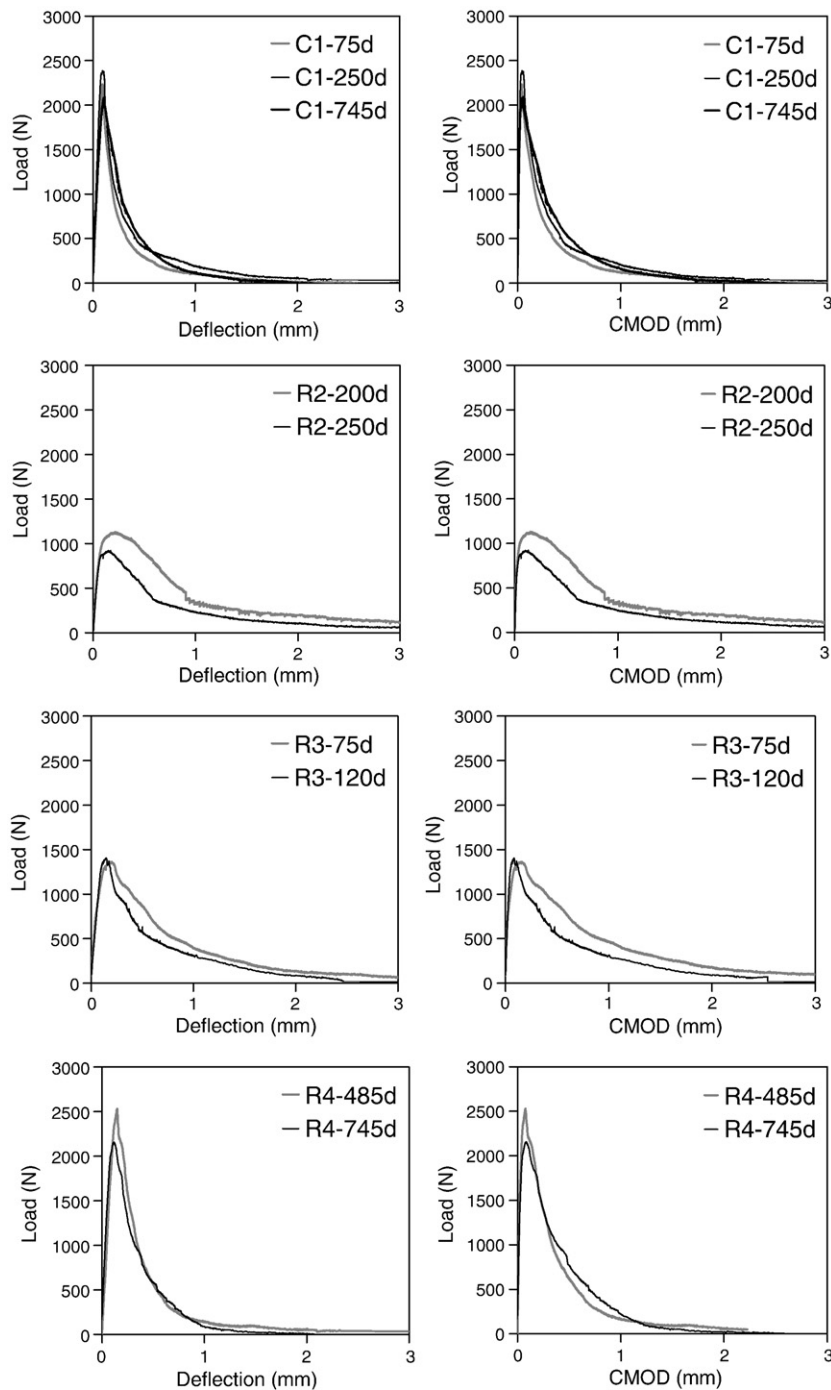 3000
2500
2000
1500
1000
500
0
Load (N)
C1-75d
C1-250d
C1-745d
0 1 2 3
Deflection (mm)
3000
2500
2000
1500
1000
500
0
Load (N)
C1-75d
C1-250d
C1-745d
0 1 2 3
CMOD (mm)
3000
2500
2000
1500
1000
500
0
Load (N)
R2-200d
R2-250d
0 1 2 3
Deflection (mm)
3000
2500
2000
1500
1000
500
0
Load (N)
R2-200d
R2-250d
0 1 2 3
CMOD (mm)
3000
2500
2000
1500
1000
500
0
Load (N)
R3-75d
R3-120d
0 1 2 3
Deflection (mm)
3000
2500
2000
1500
1000
500
0
Load (N)
R3-75d
R3-120d
0 1 2 3
CMOD (mm)
3000
2500
2000
1500
1000
500
0
Load (N)
R4-485d
R4-745d
0 1 2 3
Deflection (mm)
3000
2500
2000
1500
1000
500
0
Load (N)
R4-485d
R4-745d
0 1 2 3
CMOD (mm)